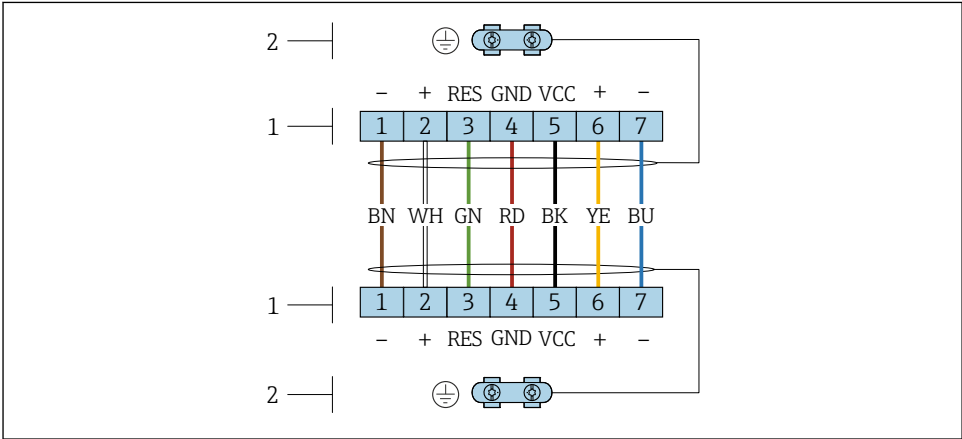 2
– + RES GND VCC + –
1 1 2 3 4 5 6 7
BN WH GN RD BK YE BU
1 1 2 3 4 5 6 7
– + RES GND VCC + –
2